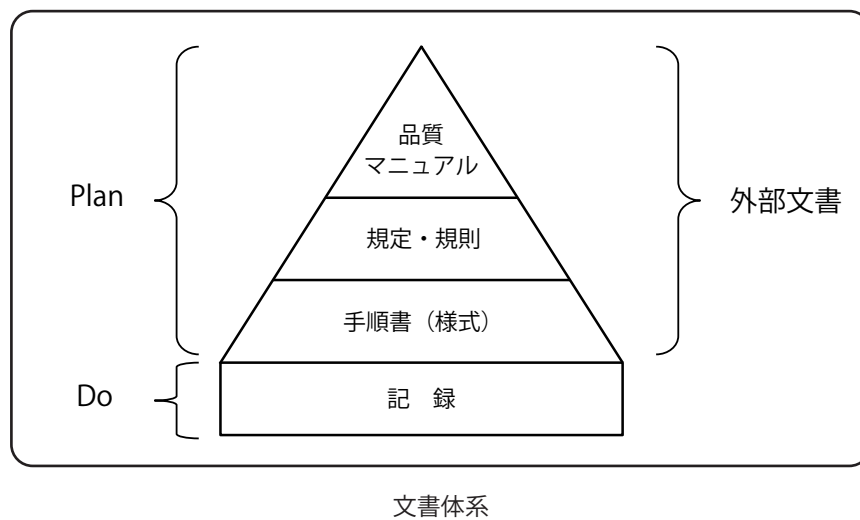 品質
マニュアル
Plan
外部文書
規定・規則
手順書（様式）
Do
記　録
文書体系